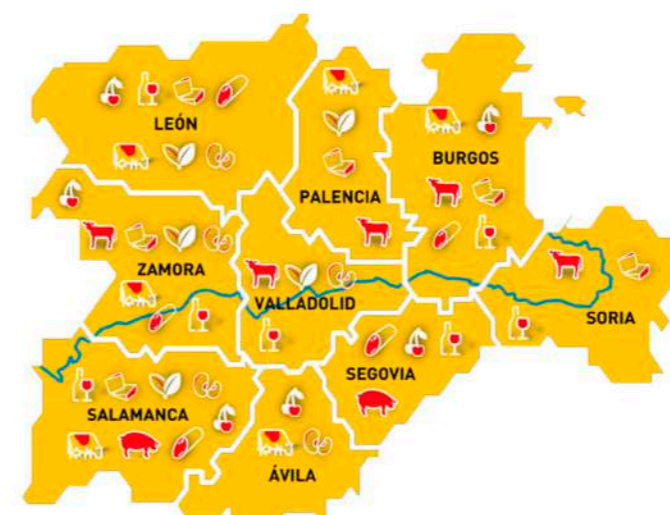 LEÓN
BURGOS
PALENCIA
ZAMORA
VALLADOLID
SORIA
SEGOVIA
SALAMANCA
ÁVILA